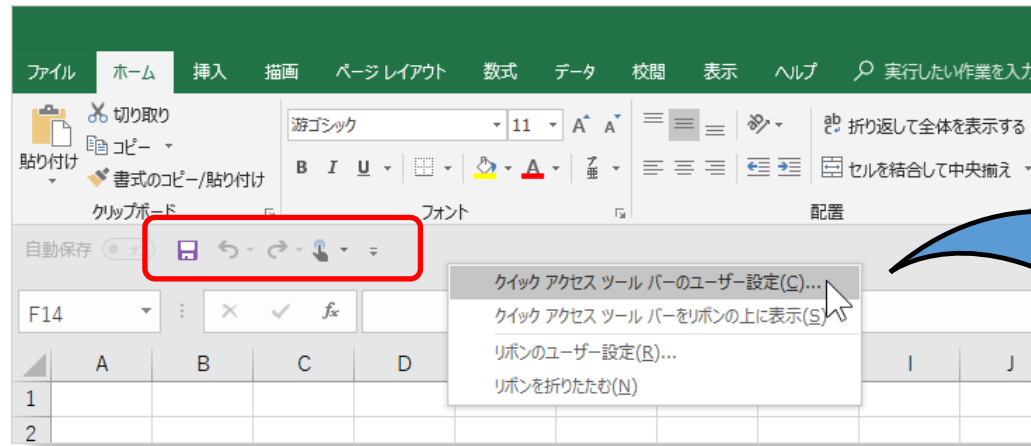 ファイル ホーム 挿入 描画 ページ レイアウト 数式 データ 校閲 表示 ヘルプ 実行したい作業を入力
切り取り
コピー
貼り付け
書式のコピー/貼り付け
クリップボード
游ゴシック 11 A A
B I U A ア亜
フォント
ab 折り返して全体を表示する
セルを結合して中央揃え
配置
自動保存 オフ
クイック アクセス ツール バーのユーザー設定(C)...
クイック アクセス ツール バーをリボンの上に表示(S)
リボンのユーザー設定(R)...
リボンを折りたたむ(N)
F14 fx
A B C D I J
1
2